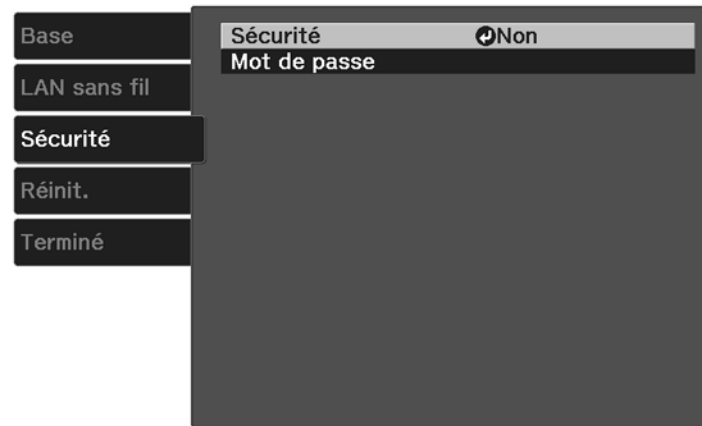 Base
LAN sans fil
Sécurité
Réinit.
Terminé
Sécurité Non
Mot de passe